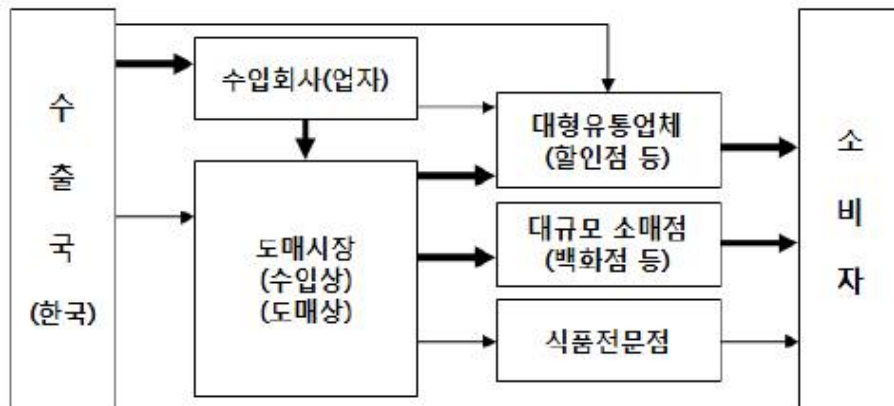 수
출
국
(한국)
수입회사(업자)
도매시장
(수입상)
(도매상)
대형유통업체
(할인점 등)
대규모 소매점
(백화점 등)
식품전문점
소
비
자